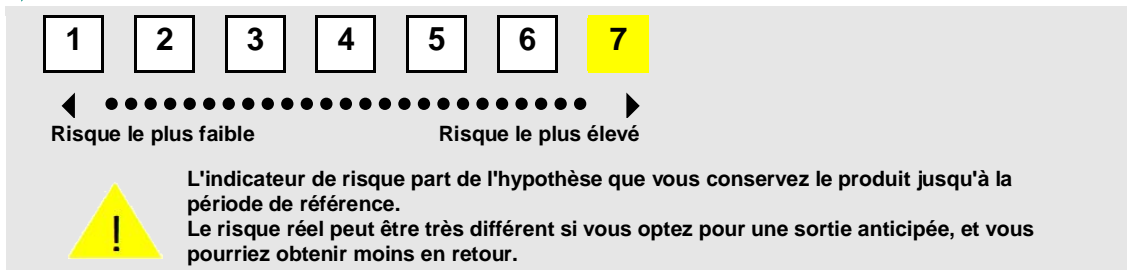 1 2 3 4 5 6 7
Risque le plus faible Risque le plus élevé
!
L'indicateur de risque part de l'hypothèse que vous conservez le produit jusqu'à la
période de référence.
Le risque réel peut être très différent si vous optez pour une sortie anticipée, et vous
pourriez obtenir moins en retour.